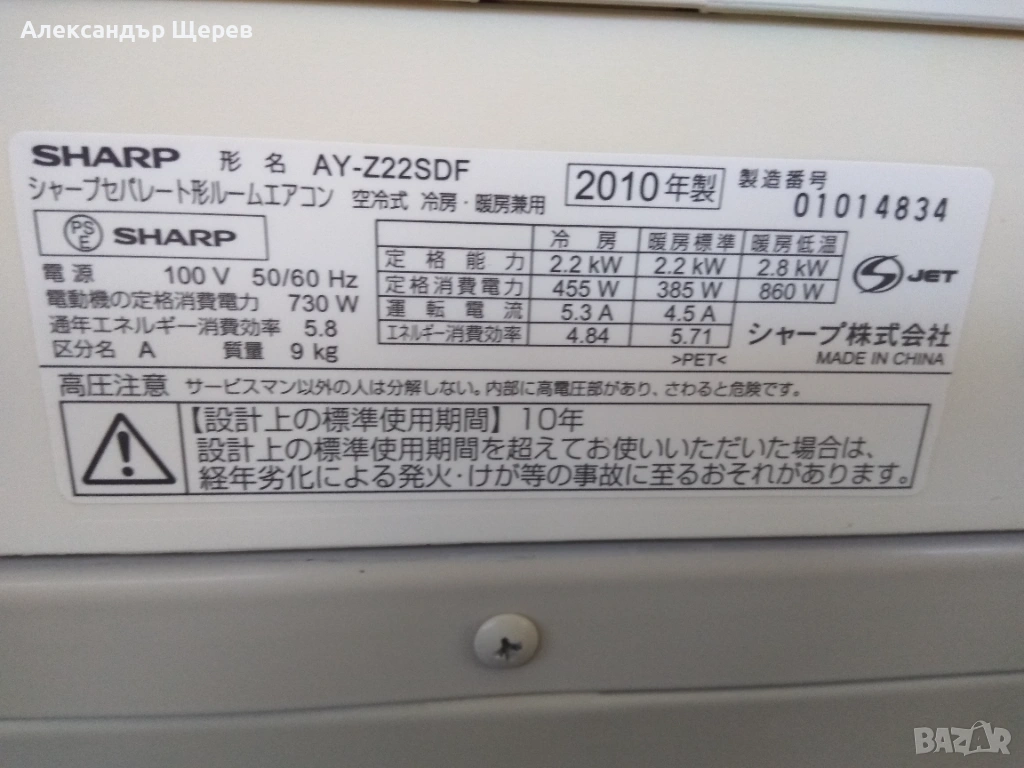 Александър Щерев
SHARP 形名 AY-Z22SDF
シャープセパレート形ルームエアコン 空冷式 冷房・暖房兼用
2010年製 製造番号
01014834
PS
E SHARP
電源 100 V 50/60 Hz
電動機の定格消費電力 730 W
通年エネルギー消費効率 5.8
区分名 A 質量 9 kg
冷房 暖房標準 暖房低温
定格能力 2.2 kW 2.2 kW 2.8 kW
定格消費電力 455 W 385 W 860 W
運転電流 5.3 A 4.5 A
エネルギー消費効率 4.84 5.71
>PET<
S JET
シャープ株式会社
MADE IN CHINA
高圧注意 サービスマン以外の人は分解しない。内部に高電圧部があり、さわると危険です。
【設計上の標準使用期間】10年
設計上の標準使用期間を超えてお使いいただいた場合は、
経年劣化による発火・けが等の事故に至るおそれがあります。
BAZAR